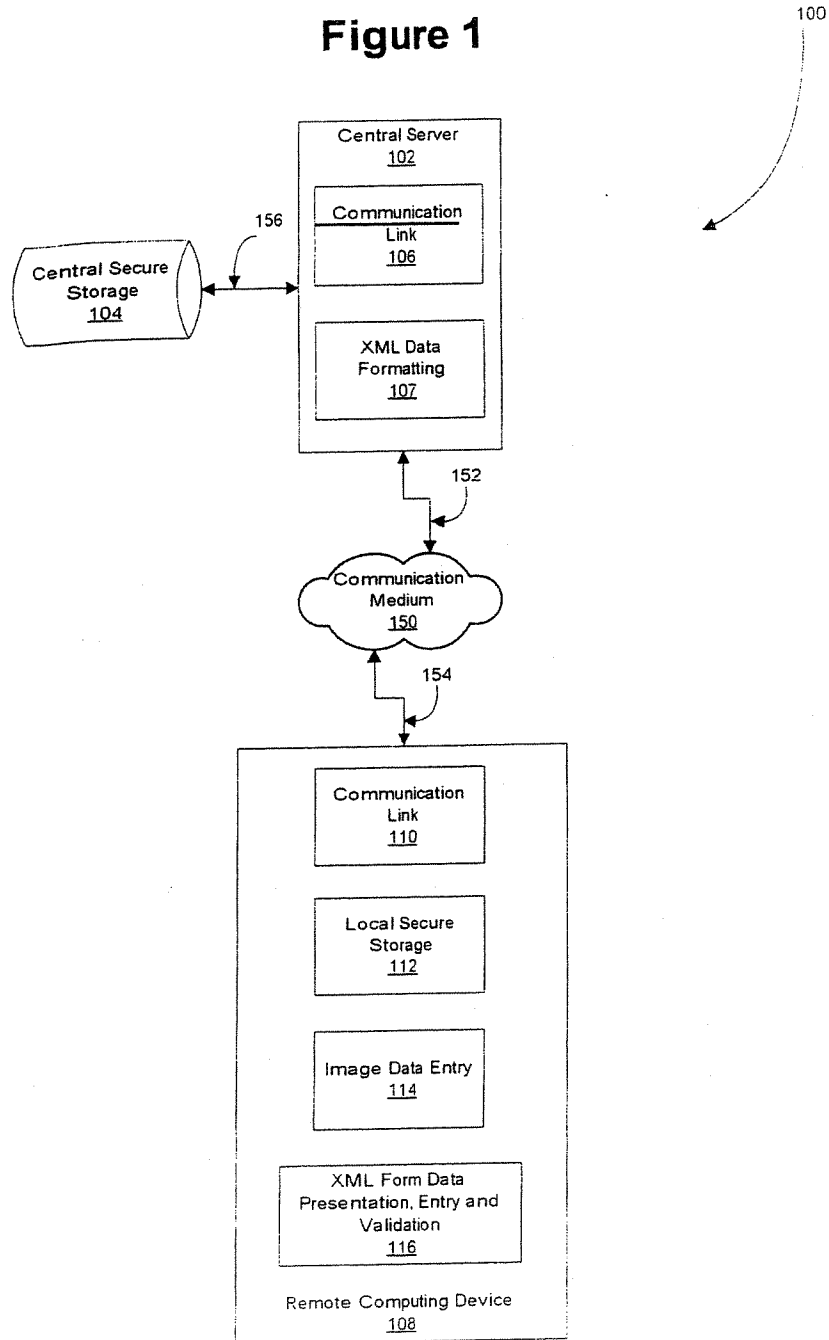 Figure 1
100
Central Server
102
Communication
Link
106
156
Central Secure
Storage
104
XML Data
Formatting
107
152
Communication
Medium
150
154
Communication
Link
110
Local Secure
Storage
112
Image Data Entry
114
XML Form Data
Presentation, Entry and
Validation
116
Remote Computing Device
108